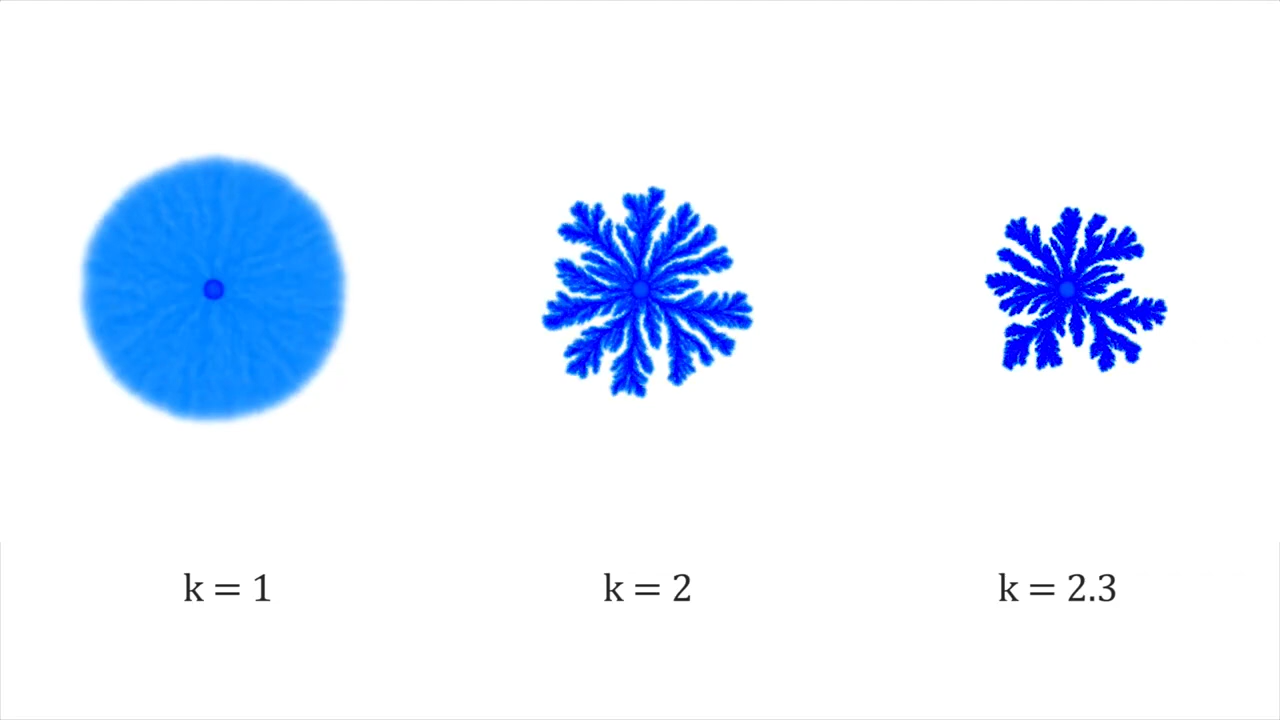 k = 1
k = 2
k = 2.3